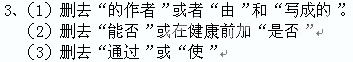 3、（1）删去“的作者 ”或者“由 ”和“写成的 ”。
（2）删去“能否 ”或在健康前加 “是否 ”
（3）删去“通过 ”或“使 ”